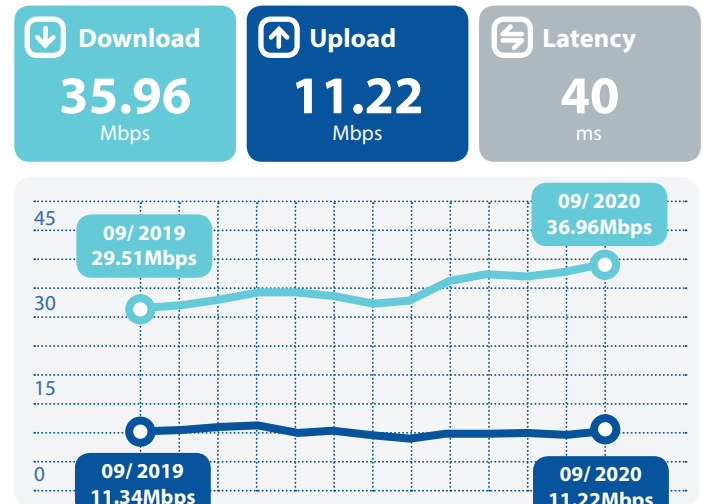 Download
35.96
Mbps
Upload
11.22
Mbps
Latency
40
ms
45
30
15
0
09/ 2019
29.51Mbps
09/ 2020
36.96Mbps
09/ 2019
11.34Mbps
09/ 2020
11.22Mbps